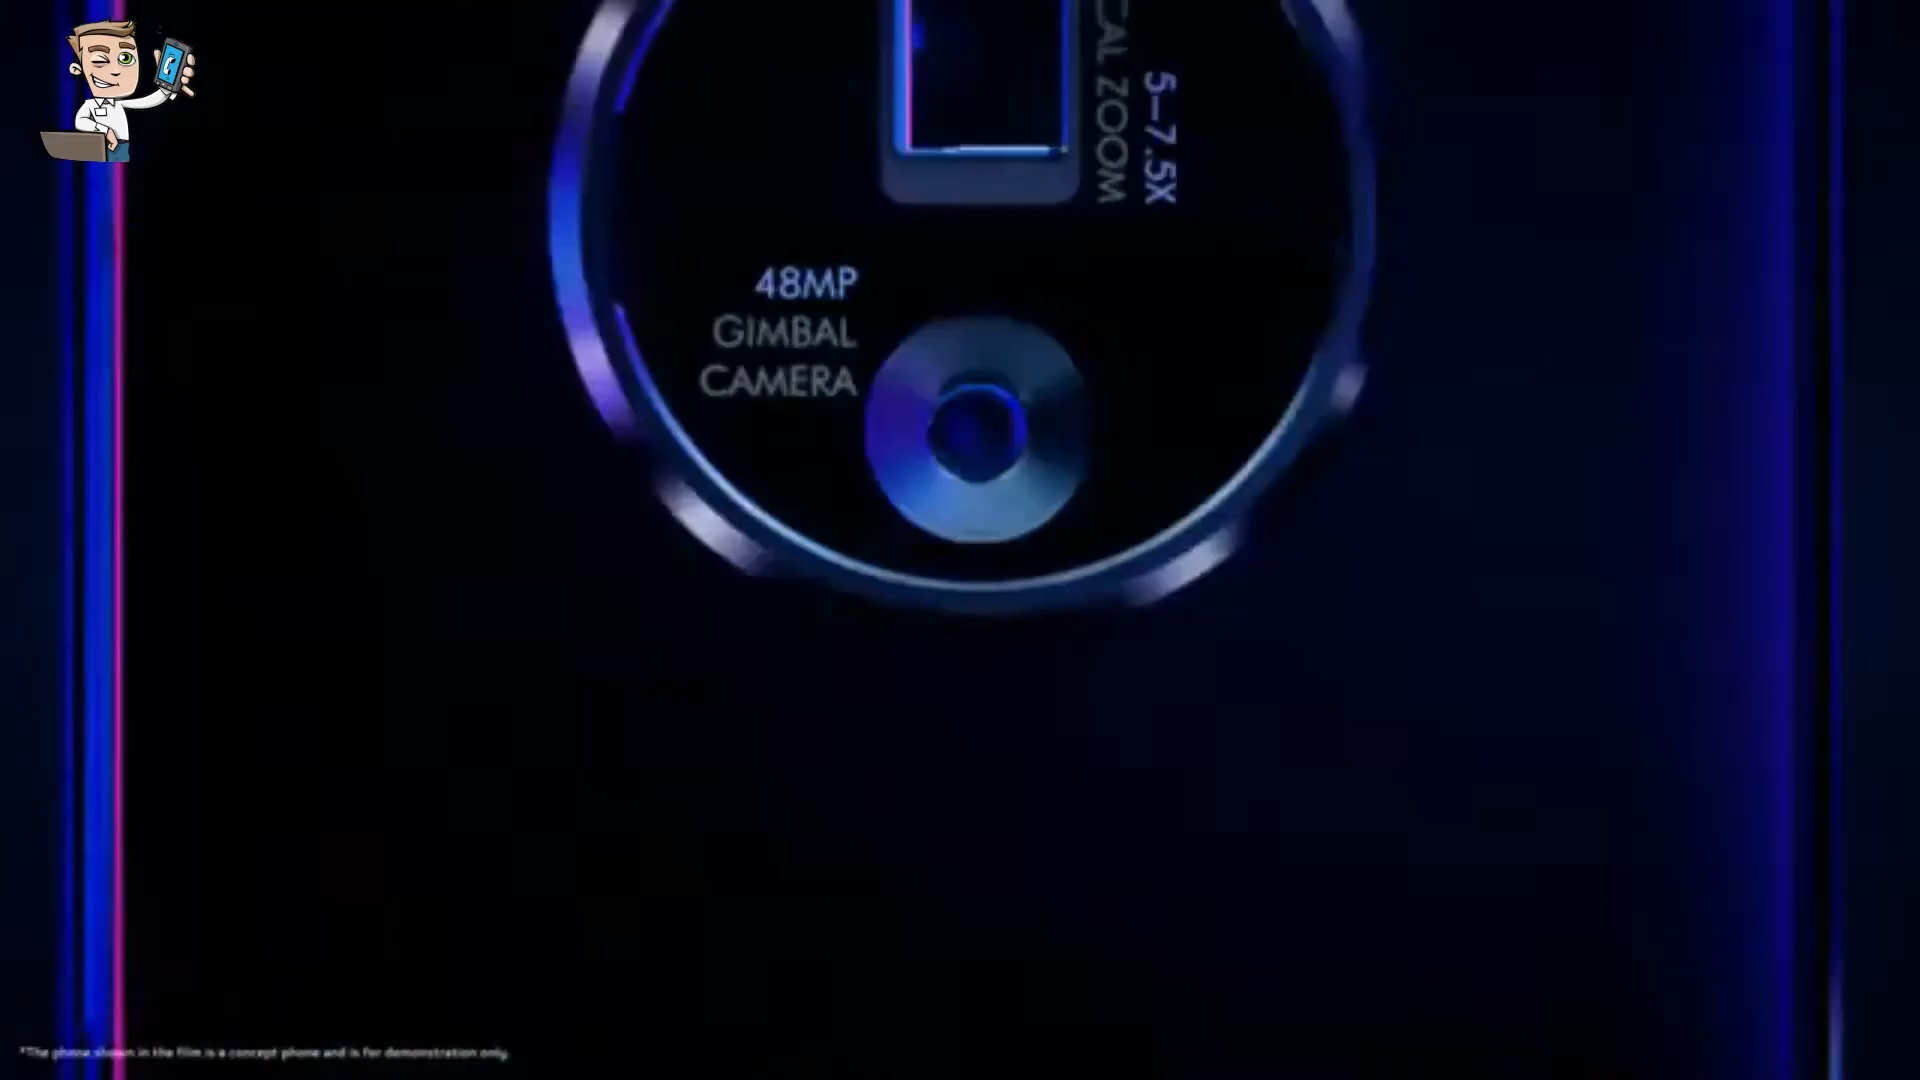 CAL ZOOM
5–7.5X
48MP
GIMBAL
CAMERA
*The phone shown in the film is a concept phone and is for demonstration only.